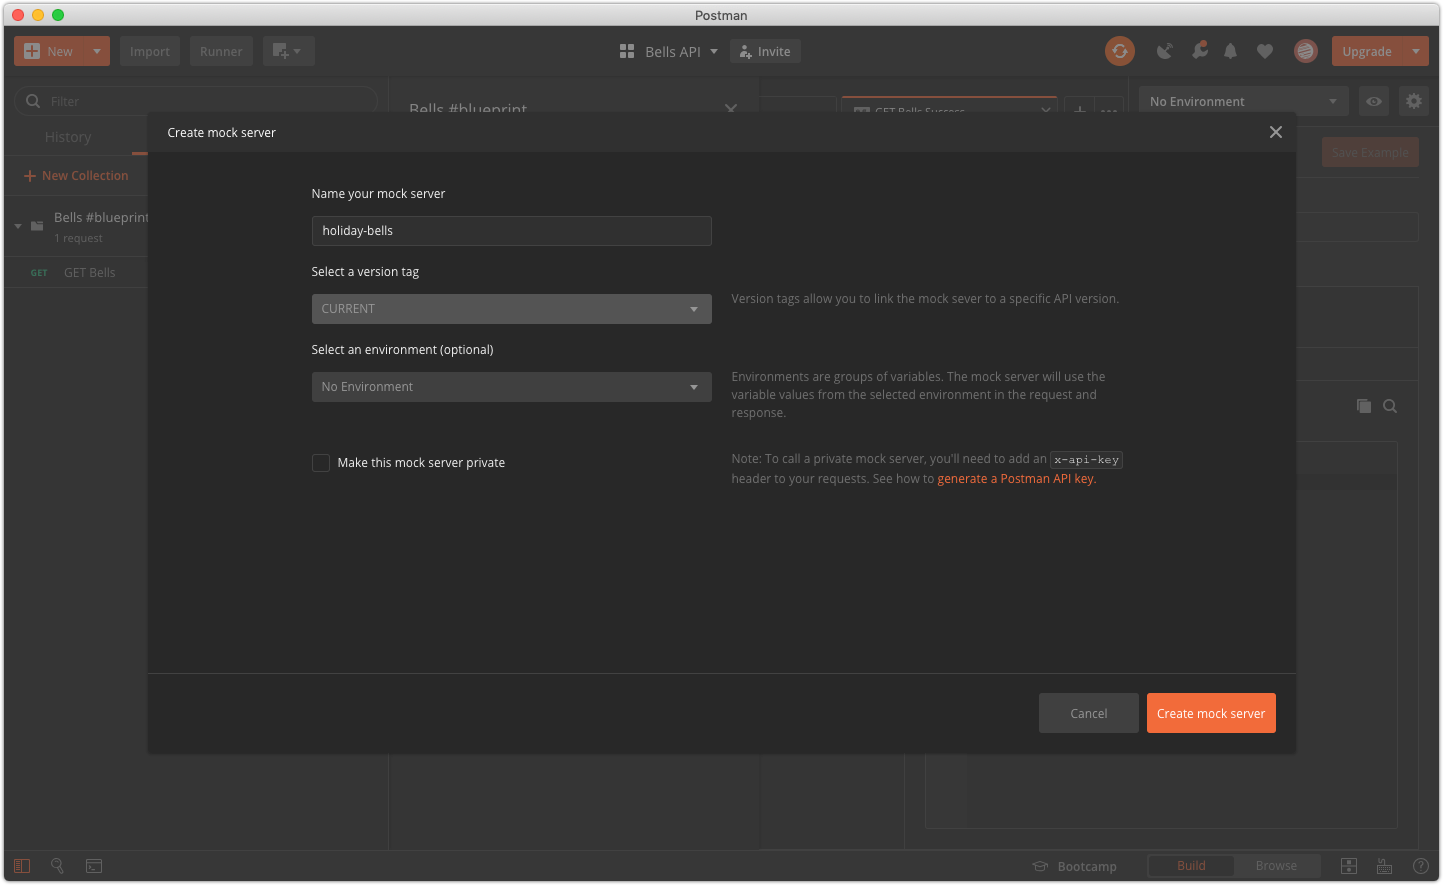 Postman
New
Import
Runner
Bells API
Invite
Upgrade
Filter
Bells #blueprint
GET Bells Success
No Environment
History
Create mock server
Save Example
New Collection
Name your mock server
holiday-bells
Bells #blueprint
1 request
GET GET Bells
Select a version tag
CURRENT
Version tags allow you to link the mock sever to a specific API version.
Select an environment (optional)
No Environment
Environments are groups of variables. The mock server will use the
variable values from the selected environment in the request and
response.
Make this mock server private
Note: To call a private mock server, you'll need to add an x-api-key
header to your requests. See how to generate a Postman API key.
Cancel
Create mock server
Bootcamp
Build
Browse